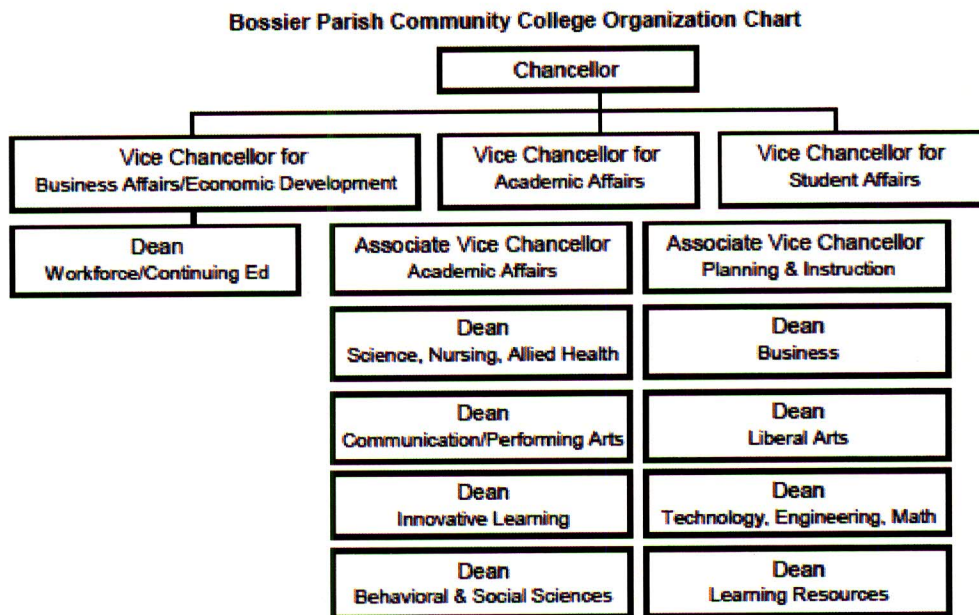 Bossier Parish Community College Organization Chart
Chancellor
Vice Chancellor for
Business Affairs/Economic Development
Vice Chancellor for
Academic Affairs
Vice Chancellor for
Student Affairs
Dean
Workforce/Continuing Ed
Associate Vice Chancellor
Academic Affairs
Associate Vice Chancellor
Planning & Instruction
Dean
Science, Nursing, Allied Health
Dean
Business
Dean
Communication/Performing Arts
Dean
Liberal Arts
Dean
Innovative Learning
Dean
Technology, Engineering, Math
Dean
Behavioral & Social Sciences
Dean
Learning Resources